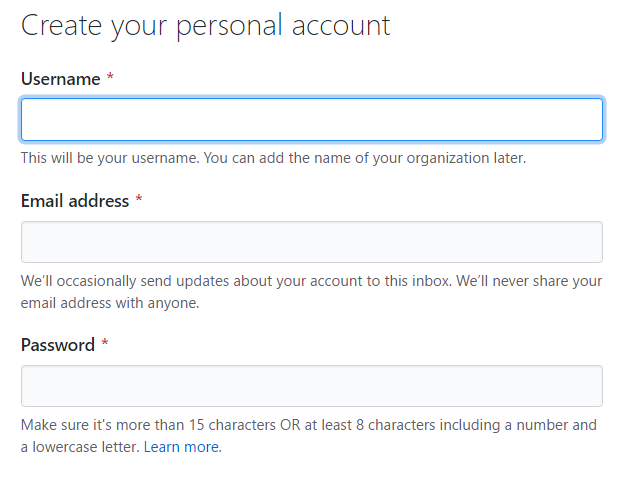 Create your personal account
Username *
This will be your username. You can add the name of your organization later.
Email address *
We’ll occasionally send updates about your account to this inbox. We’ll never share your
email address with anyone.
Password *
Make sure it's more than 15 characters OR at least 8 characters including a number and
a lowercase letter. Learn more.